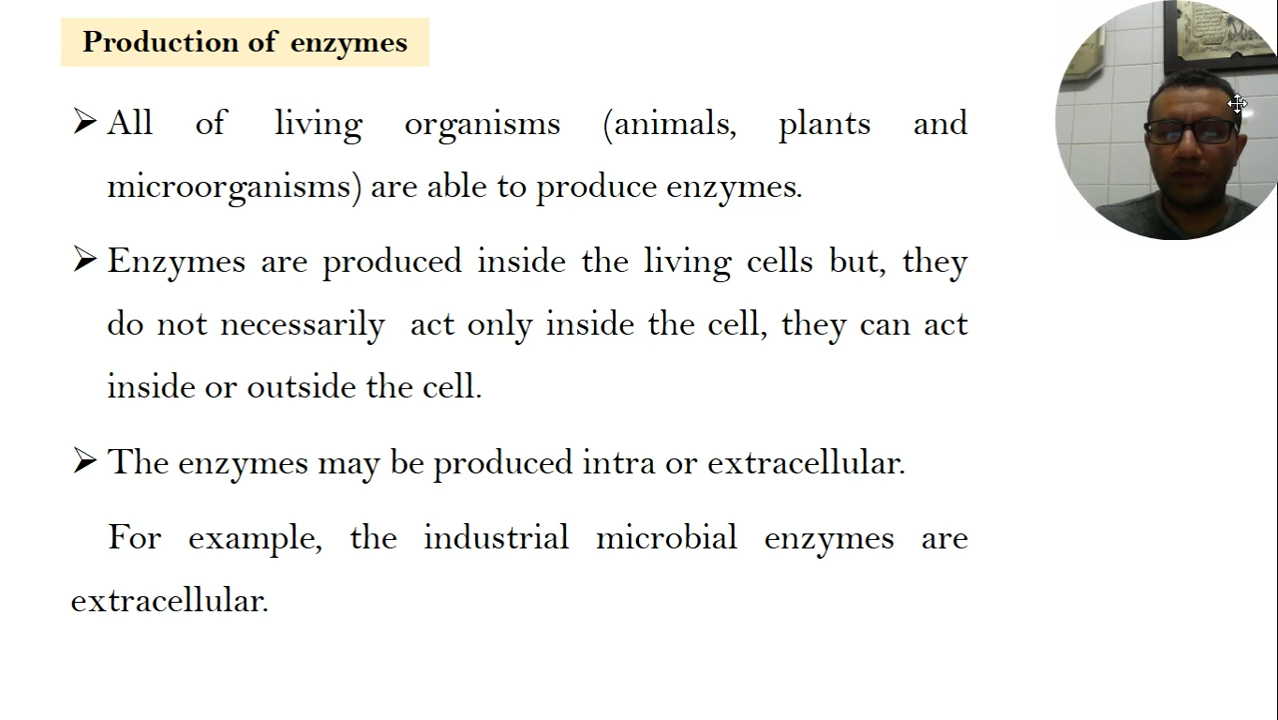 Production of enzymes
➢ All of living organisms (animals, plants and
microorganisms) are able to produce enzymes.
➢ Enzymes are produced inside the living cells but, they
do not necessarily act only inside the cell, they can act
inside or outside the cell.
➢ The enzymes may be produced intra or extracellular.
For example, the industrial microbial enzymes are
extracellular.